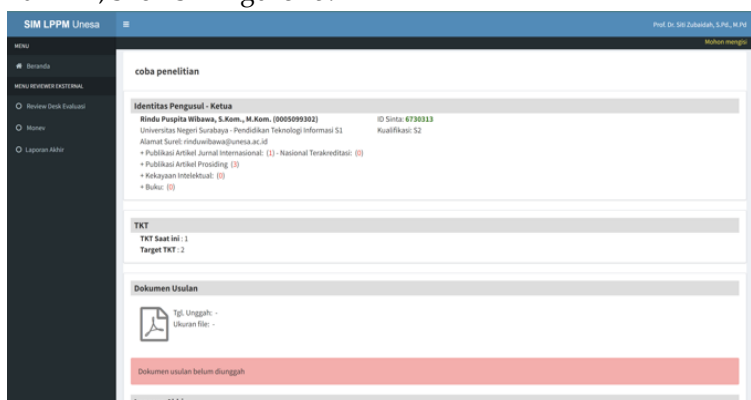 SIM LPPM Unesa
Prof. Dr. Siti Zubaidah, S.Pd., M.Pd
MENU
Mohon mengisi
Beranda
MENU REVIEWER EKSTERNAL
Review Desk Evaluasi
Monev
Laporan Akhir
coba penelitian
Identitas Pengusul - Ketua
Rindu Puspita Wibawa, S.Kom., M.Kom. (0005099302) ID Sinta: 6730313
Universitas Negeri Surabaya - Pendidikan Teknologi Informasi S1 Kualifikasi: S2
Alamat Surel: rinduwibawa@unesa.ac.id
+ Publikasi Artikel Jurnal Internasional: (1) - Nasional Terakreditasi: (0)
+ Publikasi Artikel Prosiding (3)
+ Kekayaan Intelektual: (0)
+ Buku: (0)
TKT
TKT Saat ini : 1
Target TKT : 2
Dokumen Usulan
Tgl. Unggah: -
Ukuran file: -
Dokumen usulan belum diunggah